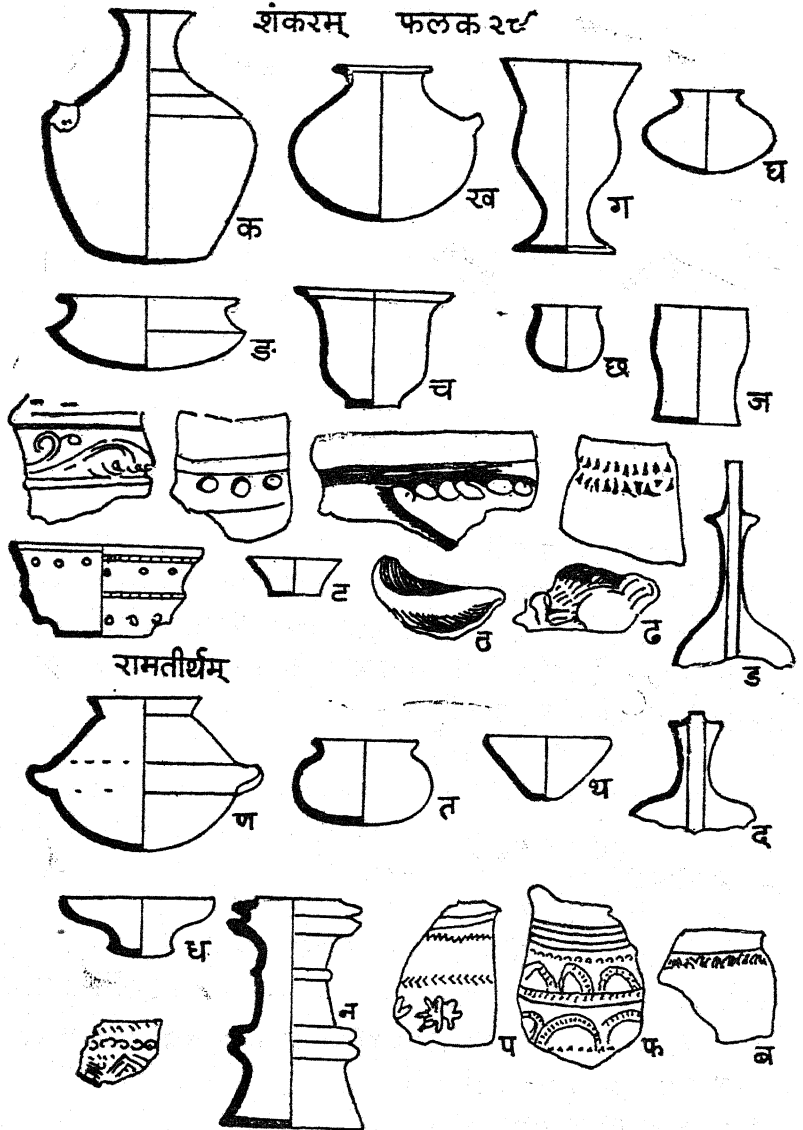 शंकरम् फलक २९
क
ख
ग
घ
ङ
च
छ
ज
ट
ठ
ढ
ड
रामतीर्थम्
ण
त
थ
द
ध
न
प
फ
ब